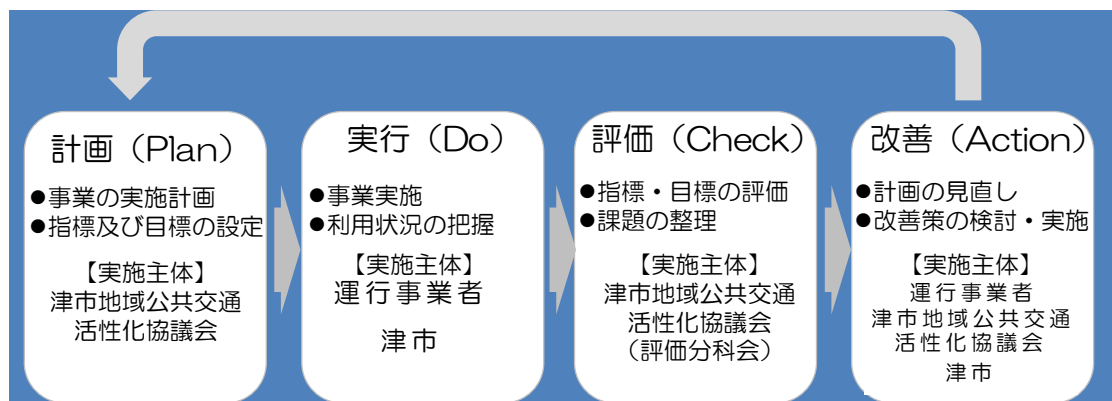 計画（Plan）
●事業の実施計画
●指標及び目標の設定
【実施主体】
津市地域公共交通
活性化協議会
実行（Do）
●事業実施
●利用状況の把握
【実施主体】
運行事業者
津市
評価（Check）
●指標・目標の評価
●課題の整理
【実施主体】
津市地域公共交通
活性化協議会
（評価分科会）
改善（Action）
●計画の見直し
●改善策の検討・実施
【実施主体】
運行事業者
津市地域公共交通
活性化協議会
津市